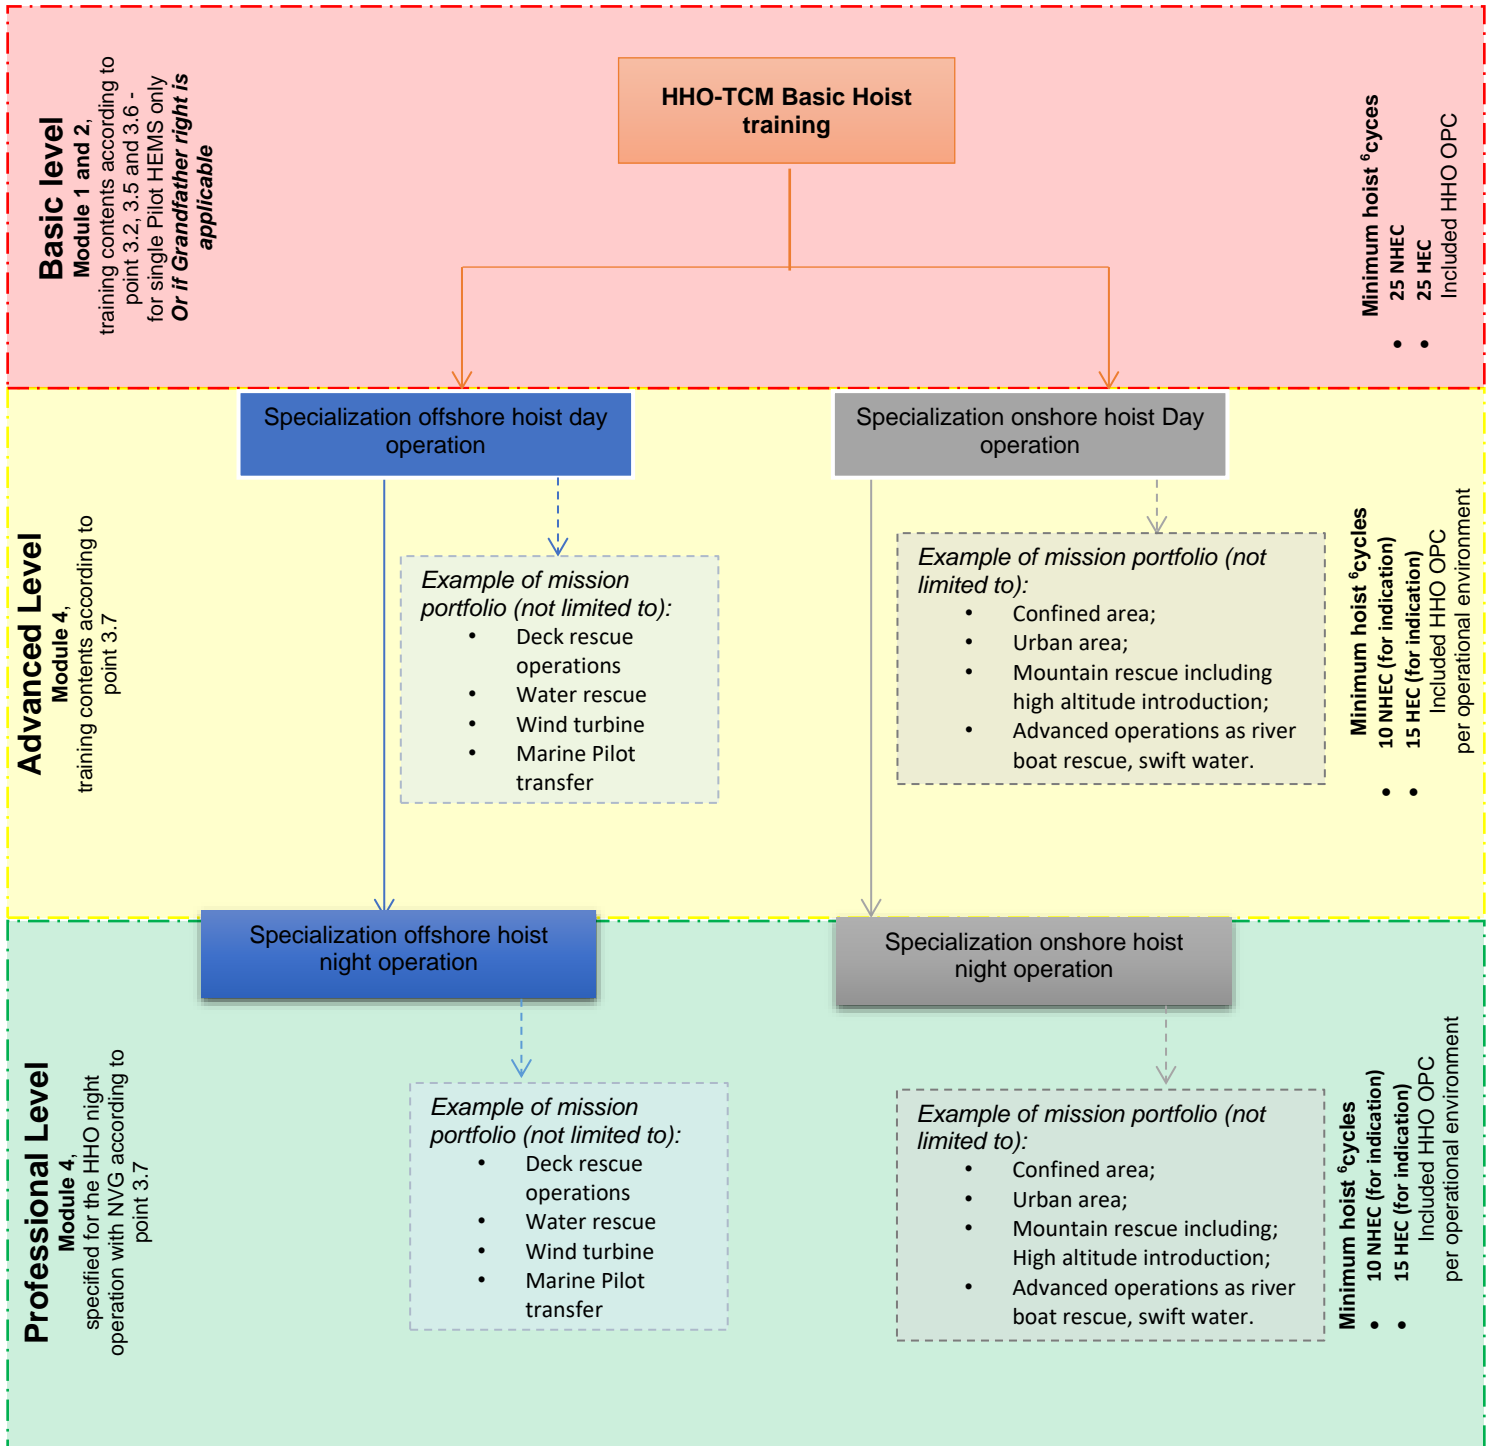 Basic level
Module 1 and 2,
training contents according to
point 3.2, 3.5 and 3.6 -
for single Pilot HEMS only
Or if Grandfather right is
applicable
HHO-TCM Basic Hoist
training
Minimum hoist ⁶cyces
• 25 NHEC
• 25 HEC
Included HHO OPC
Advanced Level
Module 4,
training contents according to
point 3.7
Specialization offshore hoist day
operation
Example of mission
portfolio (not limited to):
• Deck rescue
operations
• Water rescue
• Wind turbine
• Marine Pilot
transfer
Specialization onshore hoist Day
operation
Example of mission portfolio (not
limited to):
• Confined area;
• Urban area;
• Mountain rescue including
high altitude introduction;
• Advanced operations as river
boat rescue, swift water.
Minimum hoist ⁶cycles
• 10 NHEC (for indication)
• 15 HEC (for indication)
Included HHO OPC
per operational environment
Professional Level
Module 4,
specified for the HHO night
operation with NVG according to
point 3.7
Specialization offshore hoist
night operation
Example of mission
portfolio (not limited to):
• Deck rescue
operations
• Water rescue
• Wind turbine
• Marine Pilot
transfer
Specialization onshore hoist
night operation
Example of mission portfolio (not
limited to):
• Confined area;
• Urban area;
• Mountain rescue including;
High altitude introduction;
• Advanced operations as river
boat rescue, swift water.
Minimum hoist ⁶cycles
• 10 NHEC (for indication)
• 15 HEC (for indication)
Included HHO OPC
per operational environment